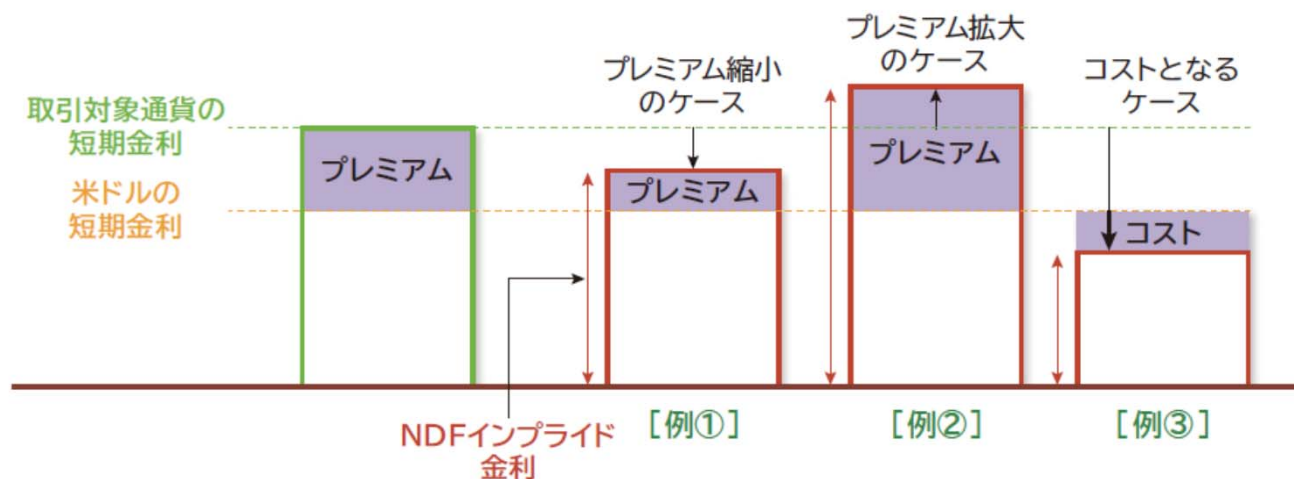 取引対象通貨の
短期金利
米ドルの
短期金利
プレミアム
プレミアム縮小
のケース
プレミアム
プレミアム拡大
のケース
プレミアム
コストとなる
ケース
コスト
NDFインプライド
金利
[例①]
[例②]
[例③]